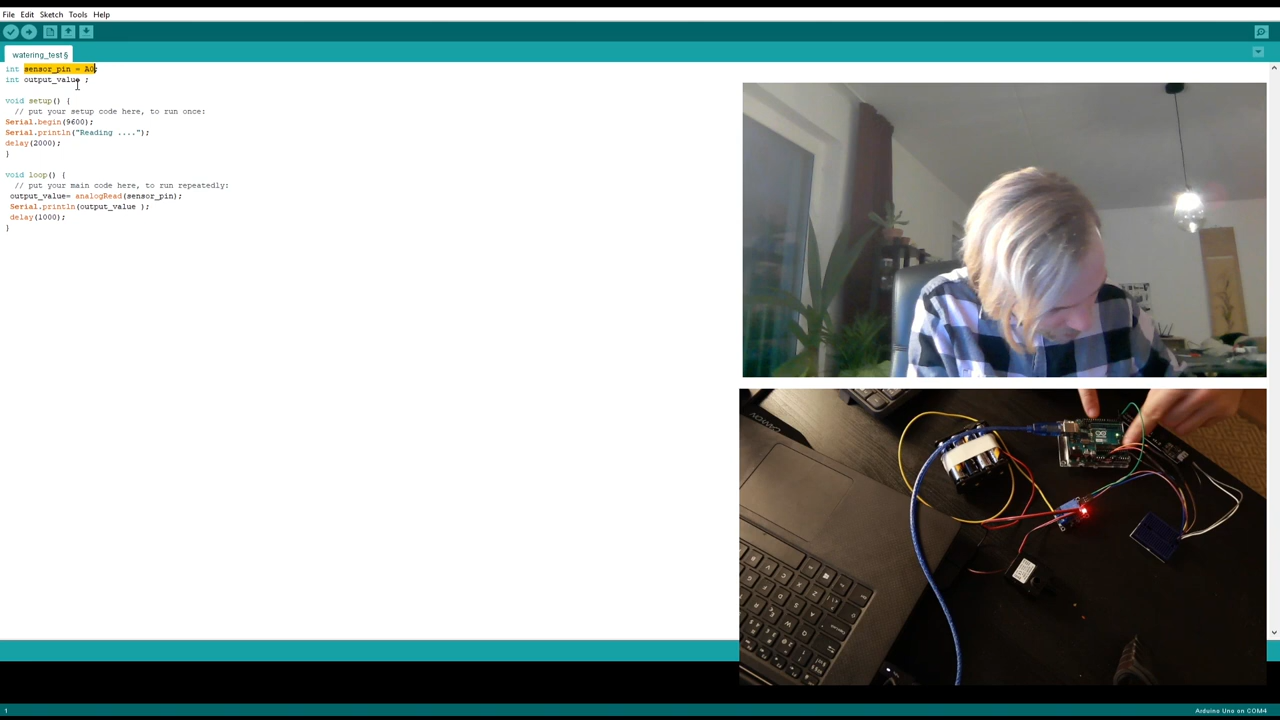 File Edit Sketch Tools Help
watering_test §
int sensor_pin = A0;
int output_value ;
void setup() {
// put your setup code here, to run once:
Serial.begin(9600);
Serial.println("Reading ....");
delay(2000);
}
void loop() {
// put your main code here, to run repeatedly:
output_value= analogRead(sensor_pin);
Serial.println(output_value );
delay(1000);
}
1
Arduino Uno on COM4